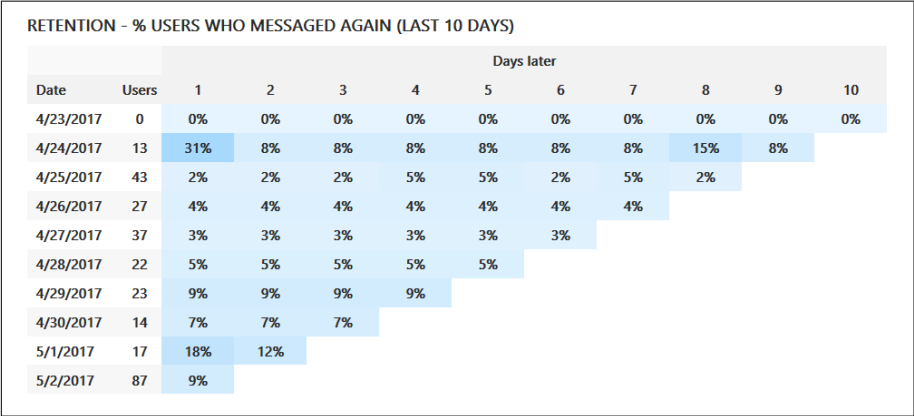 RETENTION - % USERS WHO MESSAGED AGAIN (LAST 10 DAYS)
Days later
Date Users 1 2 3 4 5 6 7 8 9 10
4/23/2017 0 0% 0% 0% 0% 0% 0% 0% 0% 0% 0%
4/24/2017 13 31% 8% 8% 8% 8% 8% 8% 15% 8%
4/25/2017 43 2% 2% 2% 5% 5% 2% 5% 2%
4/26/2017 27 4% 4% 4% 4% 4% 4% 4%
4/27/2017 37 3% 3% 3% 3% 3% 3%
4/28/2017 22 5% 5% 5% 5% 5%
4/29/2017 23 9% 9% 9% 9%
4/30/2017 14 7% 7% 7%
5/1/2017 17 18% 12%
5/2/2017 87 9%